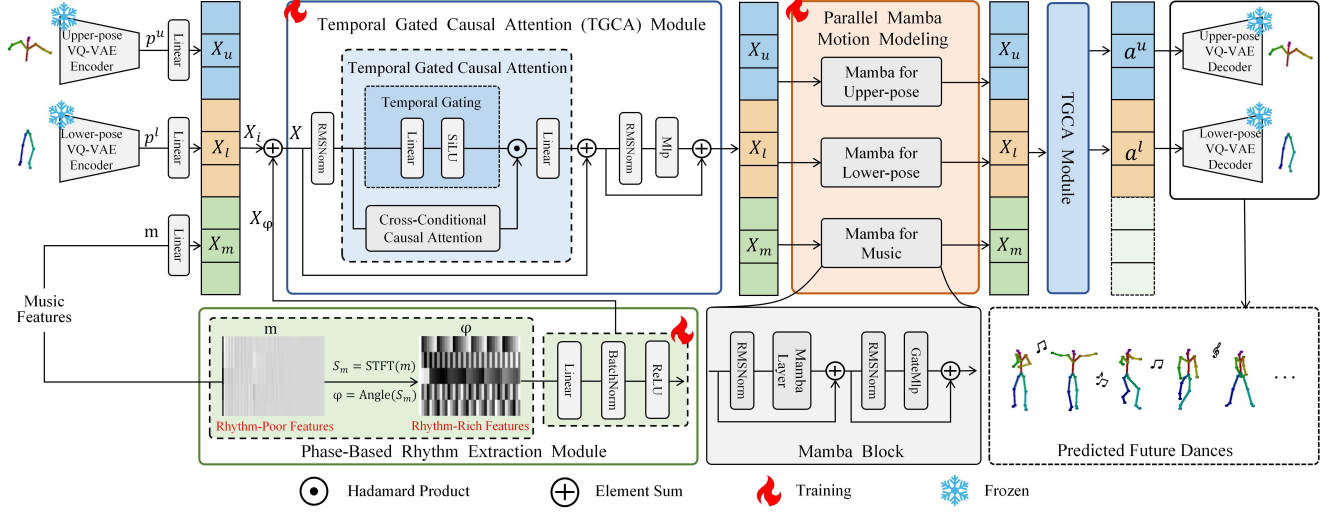 Upper-pose
VQ-VAE
Encoder
p^u
Linear
X_u
Lower-pose
VQ-VAE
Encoder
p^l
Linear
X_l
X_i
m
Linear
X_m
X_φ
Music
Features
Temporal Gated Causal Attention (TGCA) Module
X
RMSNorm
Temporal Gated Causal Attention
Temporal Gating
Linear
SiLU
Linear
Cross-Conditional
Causal Attention
RMSNorm
Mlp
X_u
X_l
X_m
Parallel Mamba
Motion Modeling
Mamba for
Upper-pose
Mamba for
Lower-pose
Mamba for
Music
X_u
X_l
X_m
TGCA Module
a^u
a^l
Upper-pose
VQ-VAE
Decoder
Lower-pose
VQ-VAE
Decoder
m
S_m = STFT(m)
φ = Angle(S_m)
φ
Rhythm-Poor Features
Rhythm-Rich Features
Linear
BatchNorm
ReLU
Phase-Based Rhythm Extraction Module
RMSNorm
Mamba
Layer
RMSNorm
GateMlp
Mamba Block
...
Predicted Future Dances
Hadamard Product
Element Sum
Training
Frozen